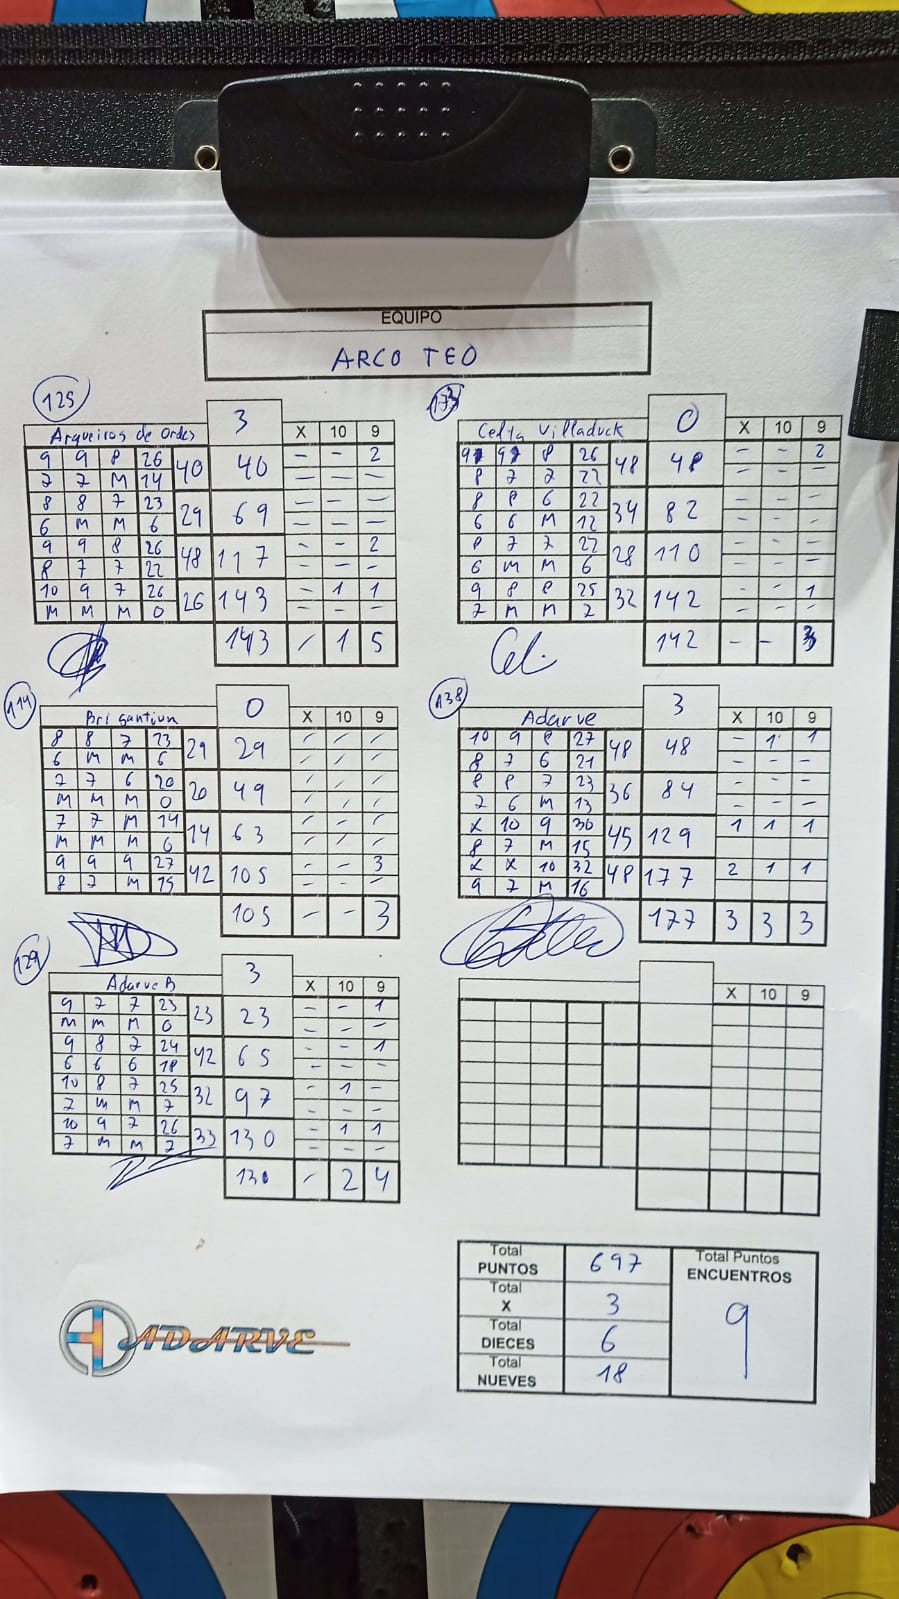 EQUIPO
ARCO TEO
125
Arqueiros de Ordes 3 X 10 9
9 9 8 26 40 40 - - 2
7 7 M 14 - - -
8 8 7 23 29 69 - - -
6 M M 6 - - -
9 9 8 26 48 117 - - 2
8 7 7 22 - - -
10 9 7 26 26 143 - 1 1
M M M 0 - - -
143 - 1 5
173
Celta Villaduck 0 X 10 9
9 9 8 26 48 48 - - 2
8 7 7 22 - - -
8 8 6 22 34 82 - - -
6 6 M 12 - - -
8 7 7 22 28 110 - - -
6 M M 6 - - -
9 8 8 25 32 142 - - 1
7 M M 7 - - -
142 - - 3
114
Brigantiun 0 X 10 9
8 8 7 23 29 29 / / /
6 M M 6 / / /
7 7 6 20 20 49 / / /
M M M 0 / / /
7 7 M 14 14 63 / / /
M M M / / /
9 9 9 27 42 105 - - 3
8 7 M 15 - - -
105 - - 3
138
Adarve 3 X 10 9
10 9 8 27 48 48 - 1 1
8 7 6 21 - - -
8 8 7 23 36 84 - - -
7 6 M 13 - - -
X 10 9 30 45 129 1 1 1
8 7 M 15
X X 10 32 48 177 2 1 1
9 7 M 16
177 3 3 3
129
Adarve B 3 X 10 9
9 7 7 23 23 23 - - 1
M M M 0 - - -
9 8 7 24 42 65 - - 1
6 6 6 18 - - -
10 8 7 25 32 97 - 1 -
7 M M 7 - - -
10 9 7 26 33 130 - 1 1
7 M M 7 - - -
130 - 2 4
X 10 9
Total PUNTOS 697
Total X 3
Total DIECES 6
Total NUEVES 18
Total Puntos
ENCUENTROS
9
ADARVE